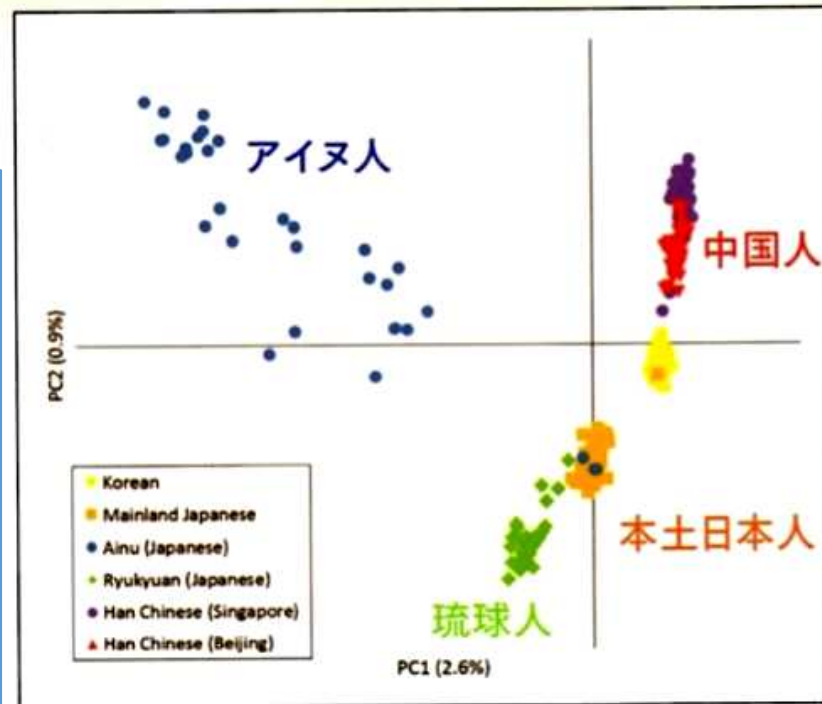 アイヌ人
中国人
PC2 (0.9%)
Korean
Mainland Japanese
Ainu (Japanese)
Ryukyuan (Japanese)
Han Chinese (Singapore)
Han Chinese (Beijing)
本土日本人
琉球人
PC1 (2.6%)